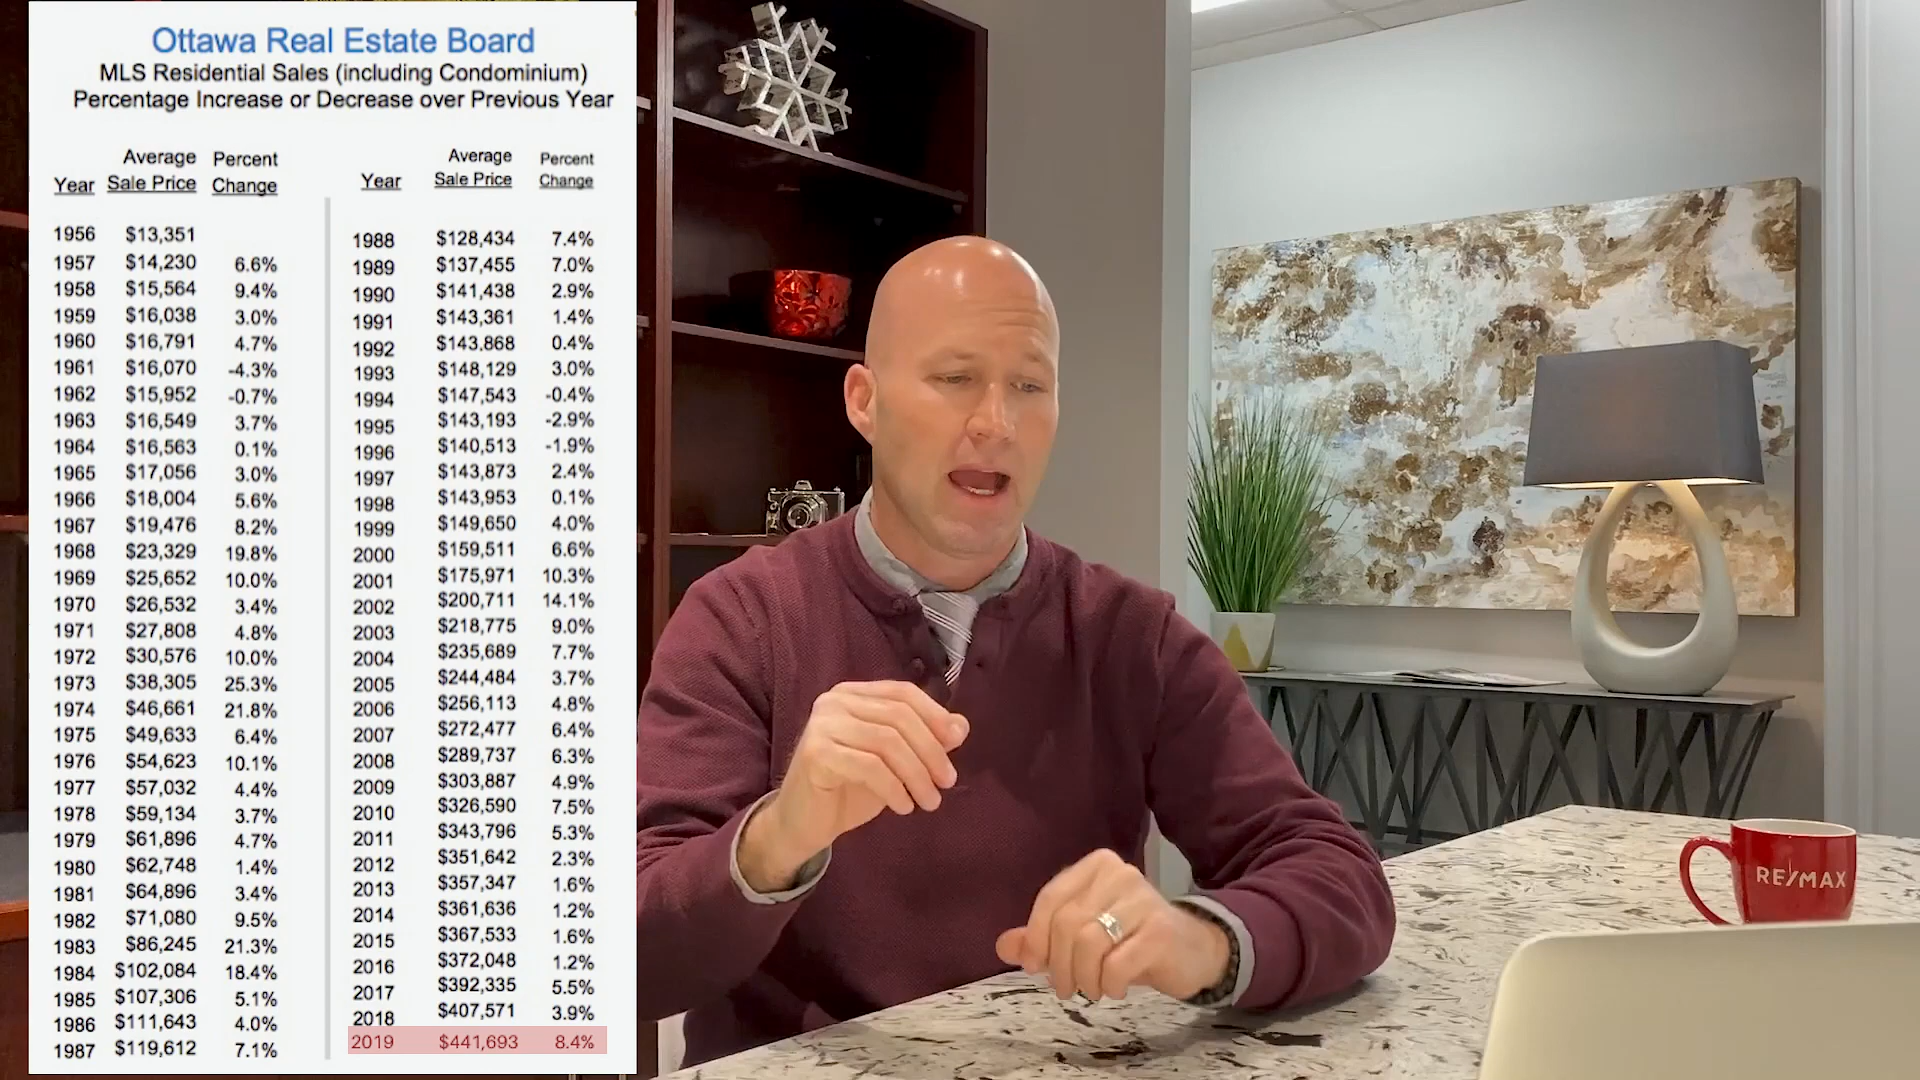 Ottawa Real Estate Board
MLS Residential Sales (including Condominium)
Percentage Increase or Decrease over Previous Year
Year Average Sale Price Percent Change
1956 $13,351
1957 $14,230 6.6%
1958 $15,564 9.4%
1959 $16,038 3.0%
1960 $16,791 4.7%
1961 $16,070 -4.3%
1962 $15,952 -0.7%
1963 $16,549 3.7%
1964 $16,563 0.1%
1965 $17,056 3.0%
1966 $18,004 5.6%
1967 $19,476 8.2%
1968 $23,329 19.8%
1969 $25,652 10.0%
1970 $26,532 3.4%
1971 $27,808 4.8%
1972 $30,576 10.0%
1973 $38,305 25.3%
1974 $46,661 21.8%
1975 $49,633 6.4%
1976 $54,623 10.1%
1977 $57,032 4.4%
1978 $59,134 3.7%
1979 $61,896 4.7%
1980 $62,748 1.4%
1981 $64,896 3.4%
1982 $71,080 9.5%
1983 $86,245 21.3%
1984 $102,084 18.4%
1985 $107,306 5.1%
1986 $111,643 4.0%
1987 $119,612 7.1%
Year Average Sale Price Percent Change
1988 $128,434 7.4%
1989 $137,455 7.0%
1990 $141,438 2.9%
1991 $143,361 1.4%
1992 $143,868 0.4%
1993 $148,129 3.0%
1994 $147,543 -0.4%
1995 $143,193 -2.9%
1996 $140,513 -1.9%
1997 $143,873 2.4%
1998 $143,953 0.1%
1999 $149,650 4.0%
2000 $159,511 6.6%
2001 $175,971 10.3%
2002 $200,711 14.1%
2003 $218,775 9.0%
2004 $235,689 7.7%
2005 $244,484 3.7%
2006 $256,113 4.8%
2007 $272,477 6.4%
2008 $289,737 6.3%
2009 $303,887 4.9%
2010 $326,590 7.5%
2011 $343,796 5.3%
2012 $351,642 2.3%
2013 $357,347 1.6%
2014 $361,636 1.2%
2015 $367,533 1.6%
2016 $372,048 1.2%
2017 $392,335 5.5%
2018 $407,571 3.9%
2019 $441,693 8.4%
RE/MAX